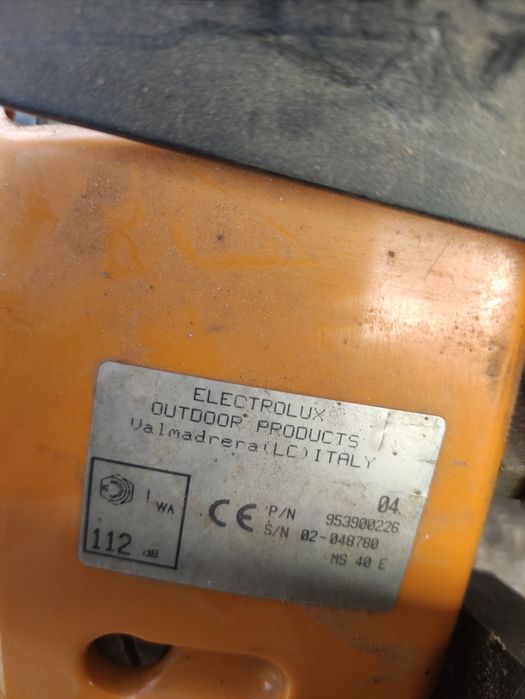 ELECTROLUX
OUTDOOR PRODUCTS
Valmadrera(LC)ITALY
04
LWA
CE P/N 953900226
S/N 02-048780
112 dB
MS 40 E